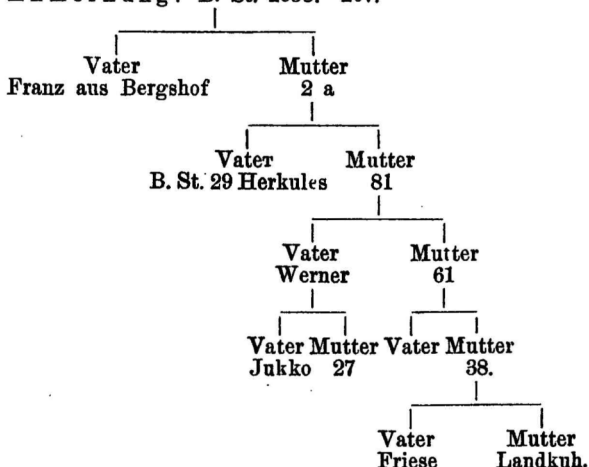 Vater Mutter
Franz aus Bergshof 2 a
Vater Mutter
B. St. 29 Herkules 81
Vater Mutter
Werner 61
Vater Mutter Vater Mutter
Jukko 27 38.
Vater Mutter
Friese Landkuh.